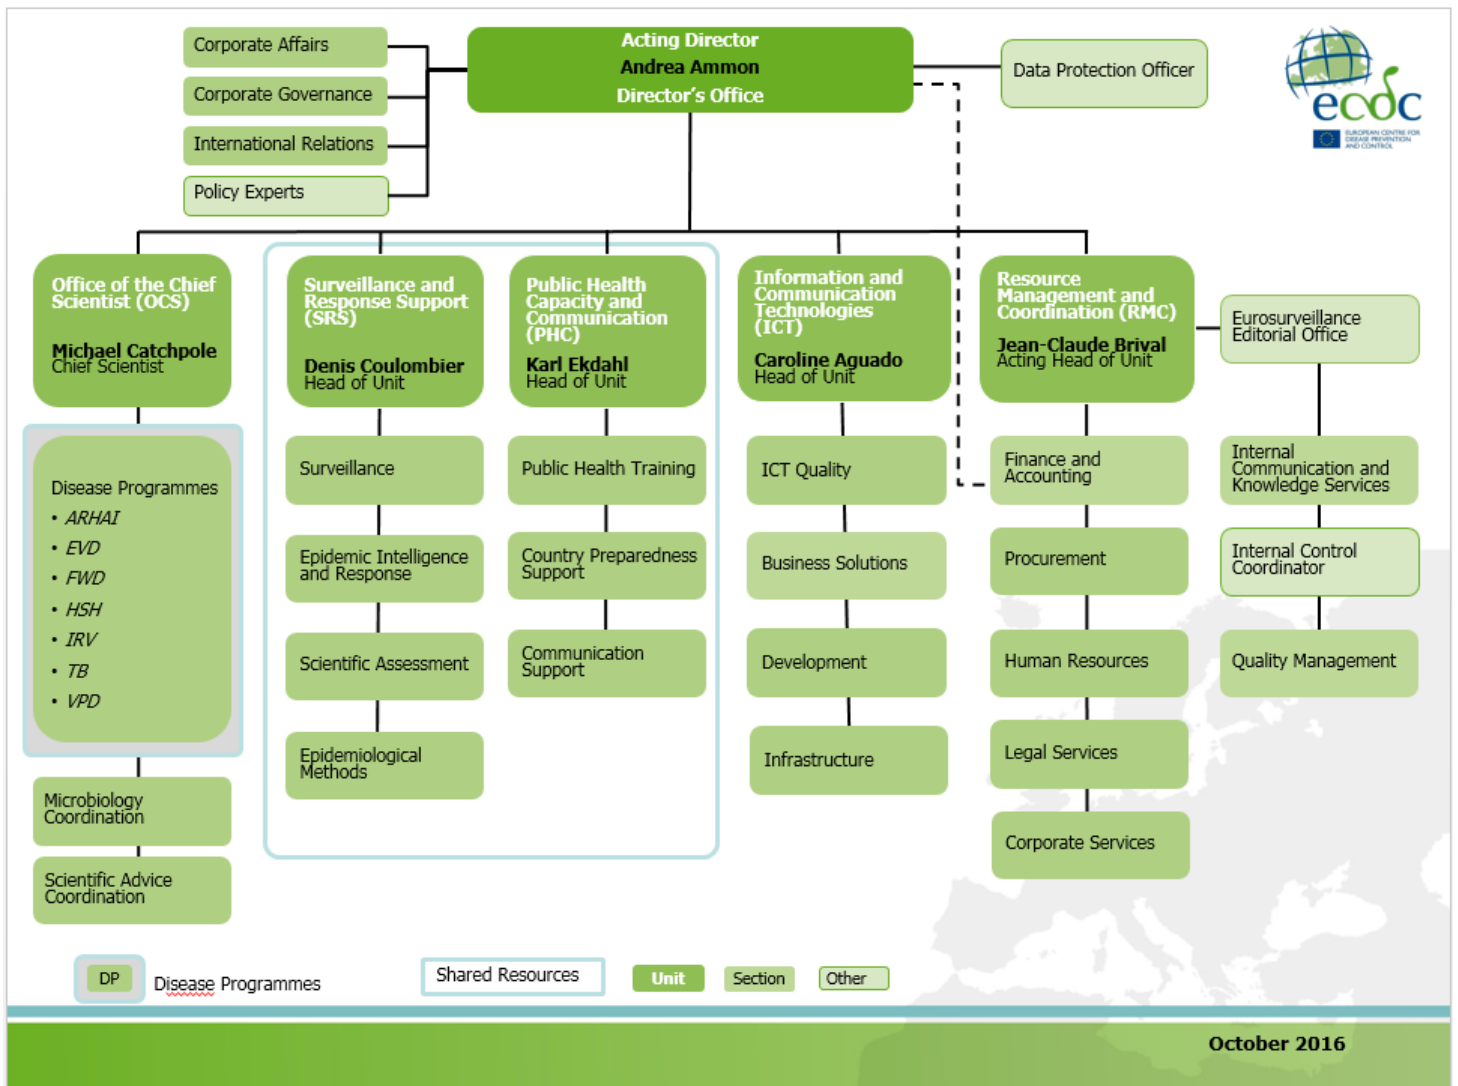 Corporate Affairs
Corporate Governance
International Relations
Policy Experts
Acting Director
Andrea Ammon
Director's Office
Data Protection Officer
ecdc
EUROPEAN CENTRE FOR
DISEASE PREVENTION
AND CONTROL
Office of the Chief
Scientist (OCS)
Michael Catchpole
Chief Scientist
Disease Programmes
• ARHAI
• EVD
• FWD
• HSH
• IRV
• TB
• VPD
Microbiology
Coordination
Scientific Advice
Coordination
Surveillance and
Response Support
(SRS)
Denis Coulombier
Head of Unit
Surveillance
Epidemic Intelligence
and Response
Scientific Assessment
Epidemiological
Methods
Public Health
Capacity and
Communication
(PHC)
Karl Ekdahl
Head of Unit
Public Health Training
Country Preparedness
Support
Communication
Support
Information and
Communication
Technologies
(ICT)
Caroline Aguado
Head of Unit
ICT Quality
Business Solutions
Development
Infrastructure
Resource
Management and
Coordination (RMC)
Jean-Claude Brival
Acting Head of Unit
Finance and
Accounting
Procurement
Human Resources
Legal Services
Corporate Services
Eurosurveillance
Editorial Office
Internal
Communication and
Knowledge Services
Internal Control
Coordinator
Quality Management
DP
Disease Programmes
Shared Resources
Unit
Section
Other
October 2016